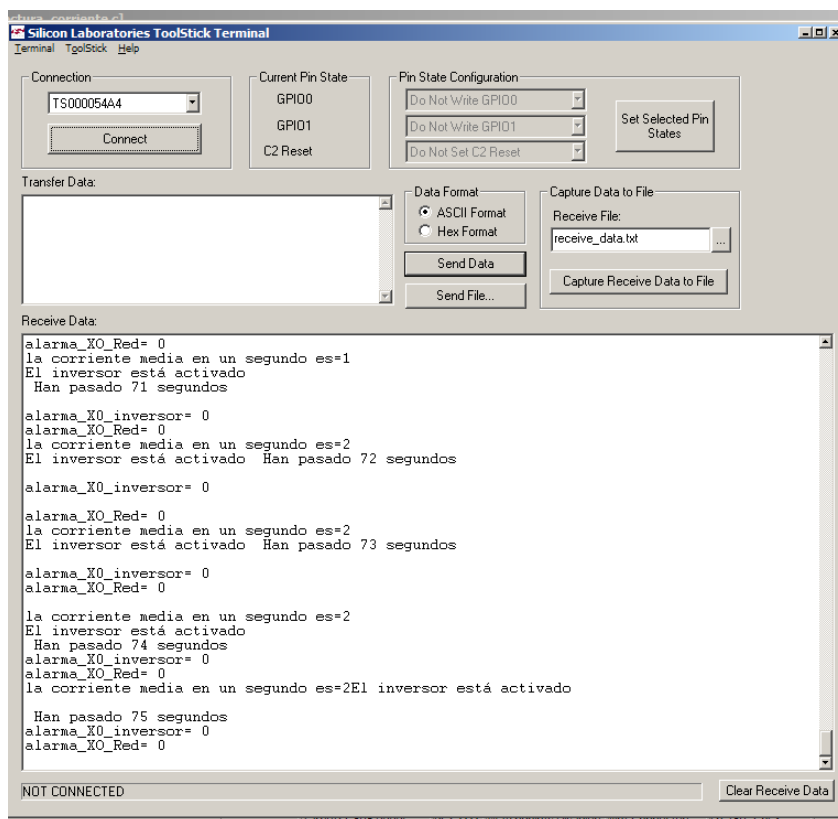 ctura_corriente.c]
Silicon Laboratories ToolStick Terminal
Terminal ToolStick Help
Connection
TS000054A4
Connect
Current Pin State
GPIO0
GPIO1
C2 Reset
Pin State Configuration
Do Not Write GPIO0
Do Not Write GPIO1
Do Not Set C2 Reset
Set Selected Pin
States
Transfer Data:
Data Format
ASCII Format
Hex Format
Send Data
Send File...
Capture Data to File
Receive File:
receive_data.txt
...
Capture Receive Data to File
Receive Data:
alarma_XO_Red= 0
la corriente media en un segundo es=1
El inversor está activado
Han pasado 71 segundos
alarma_X0_inversor= 0
alarma_XO_Red= 0
la corriente media en un segundo es=2
El inversor está activado  Han pasado 72 segundos
alarma_X0_inversor= 0
alarma_XO_Red= 0
la corriente media en un segundo es=2
El inversor está activado  Han pasado 73 segundos
alarma_X0_inversor= 0
alarma_XO_Red= 0
la corriente media en un segundo es=2
El inversor está activado
Han pasado 74 segundos
alarma_X0_inversor= 0
alarma_XO_Red= 0
la corriente media en un segundo es=2El inversor está activado
Han pasado 75 segundos
alarma_X0_inversor= 0
alarma_XO_Red= 0
NOT CONNECTED
Clear Receive Data